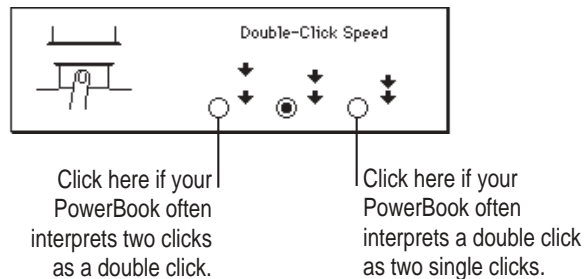 Double-Click Speed
Click here if your
PowerBook often
interprets two clicks
as a double click.
Click here if your
PowerBook often
interprets a double click
as two single clicks.